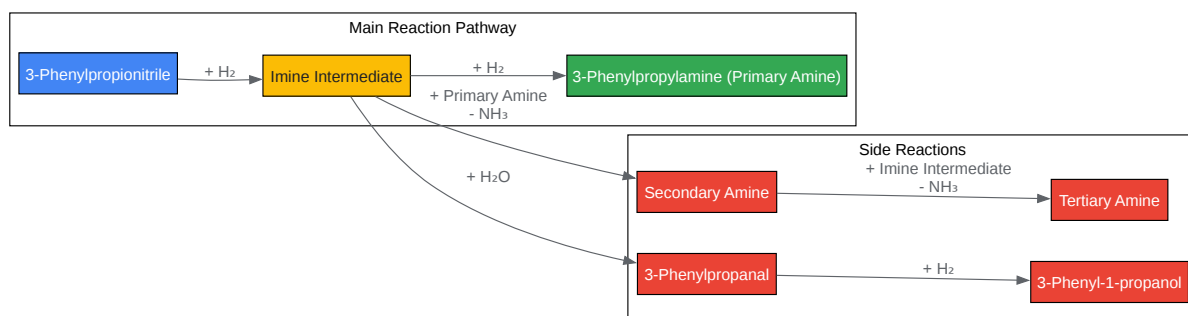 Main Reaction Pathway
3-Phenylpropionitrile
+ H₂
Imine Intermediate
+ H₂
3-Phenylpropylamine (Primary Amine)
+ Primary Amine
- NH₃
+ H₂O
Side Reactions
Secondary Amine
+ Imine Intermediate
- NH₃
Tertiary Amine
3-Phenylpropanal
+ H₂
3-Phenyl-1-propanol